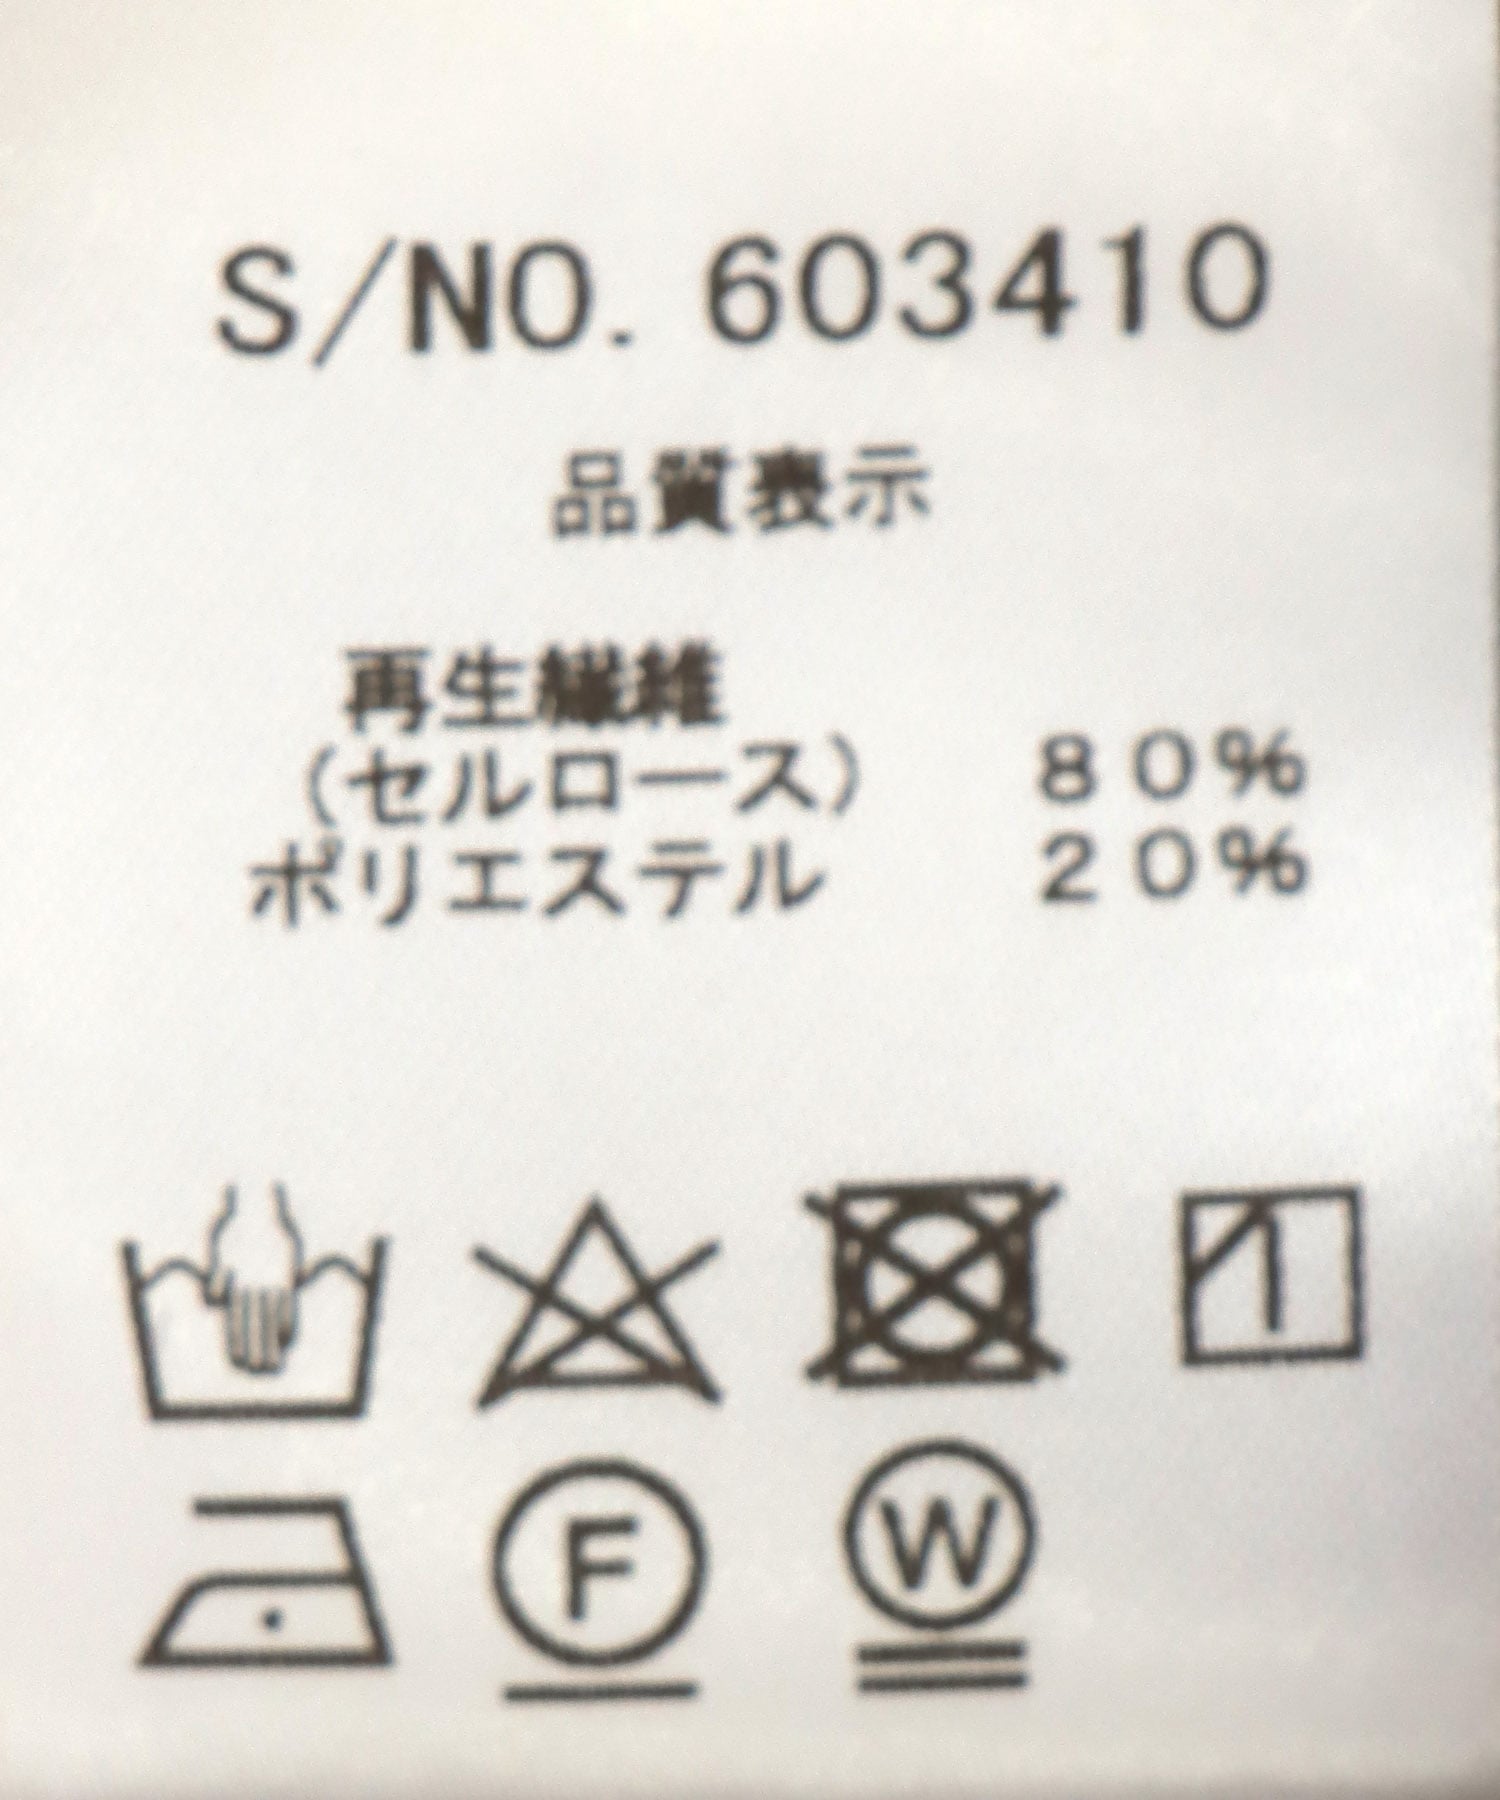 S/NO. 603410
品質表示
再生繊維
（セルロース） 80%
ポリエステル 20%
F W